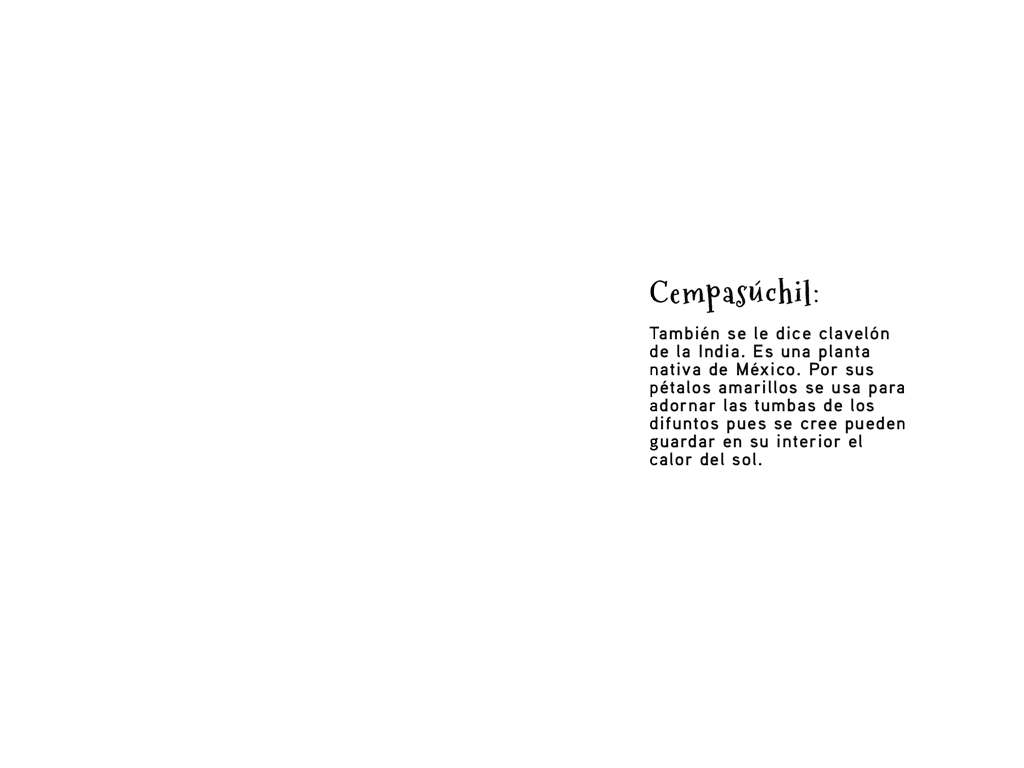 Cempasúchil:
También se le dice clavelón
de la India. Es una planta
nativa de México. Por sus
pétalos amarillos se usa para
adornar las tumbas de los
difuntos pues se cree pueden
guardar en su interior el
calor del sol.